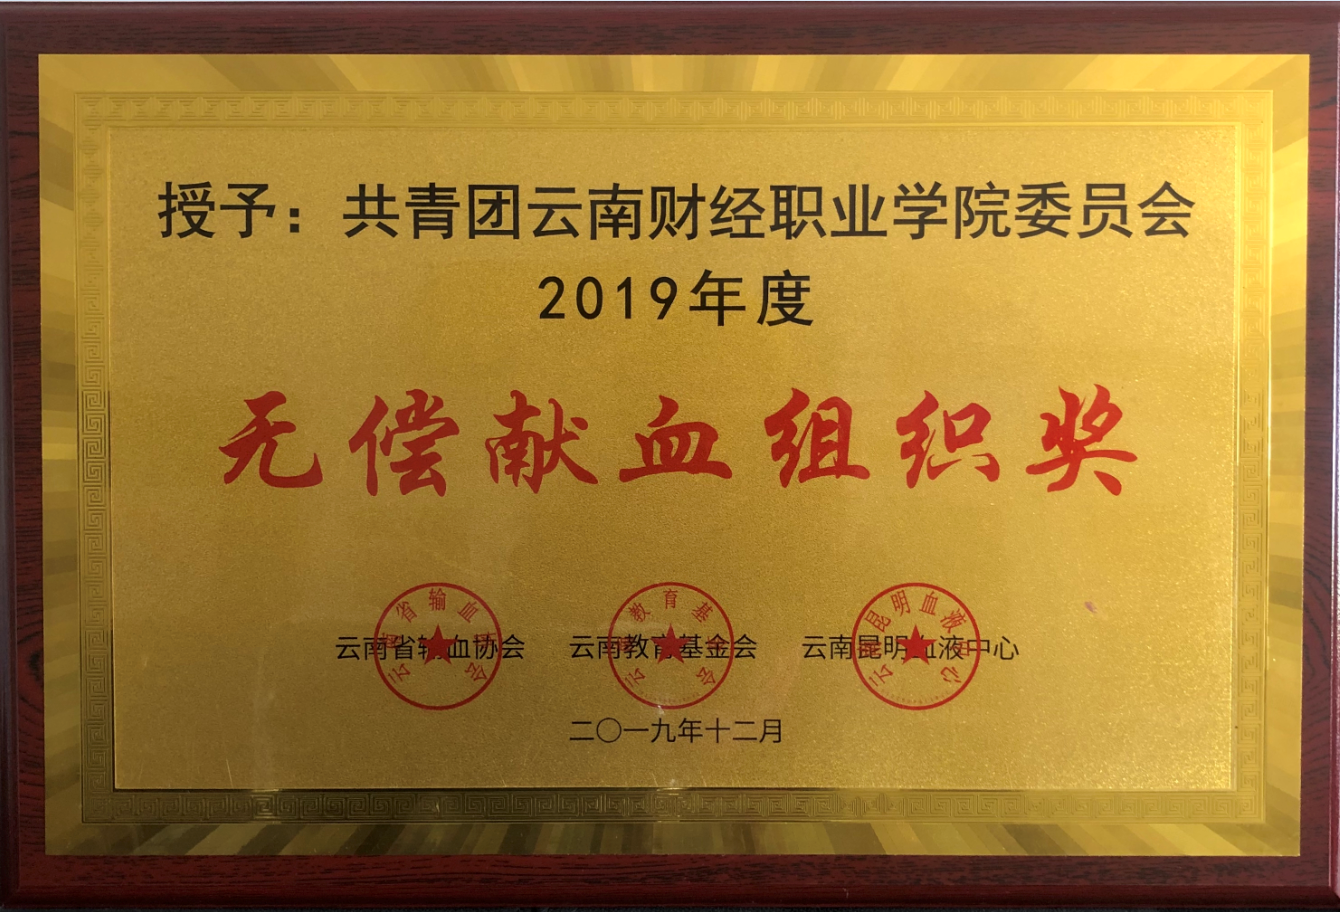 授予：共青团云南财经职业学院委员会
2019年度
无偿献血组织奖
云南省输血协会 云南教育基金会 云南昆明血液中心
二〇一九年十二月